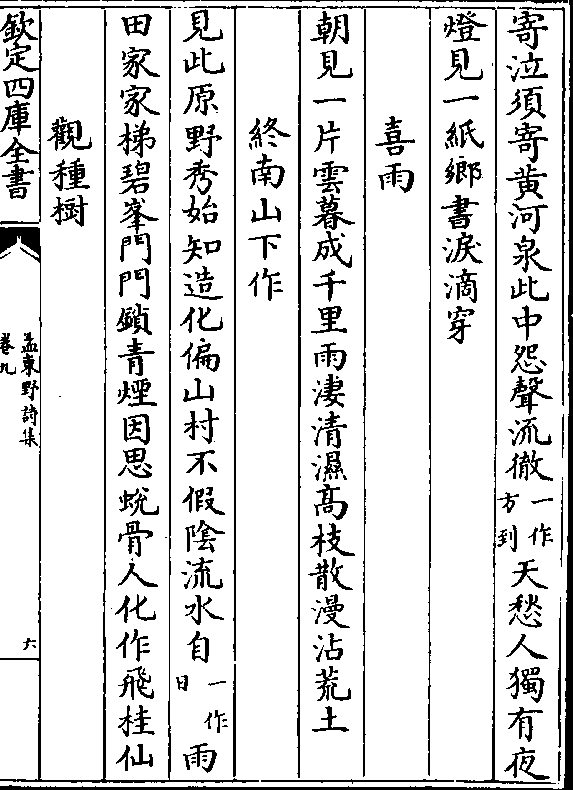 寄泣須寄黃河泉此中怨聲流徹一作方到天愁人獨有夜
燈見一紙鄉書淚滴穿
喜雨
朝見一片雲暮成千里雨淒清濕高枝散漫沾荒土
終南山下作
見此原野秀始知造化偏山村不假陰流水自一作日雨
田家家梯碧峯門門鎖青煙因思蛻骨人化作飛桂仙
觀種樹
欽定四庫全書
孟東野詩集
卷九
六